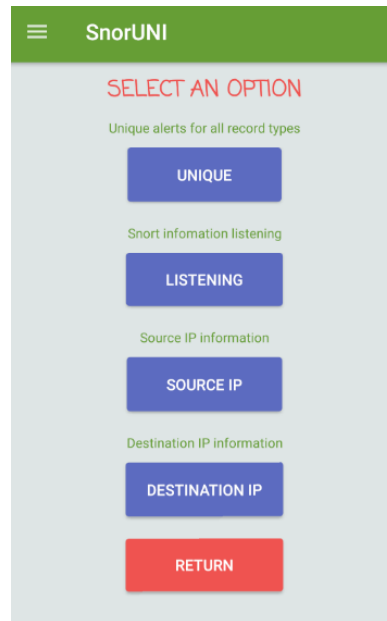 SnorUNI
SELECT AN OPTION
Unique alerts for all record types
UNIQUE
Snort infomation listening
LISTENING
Source IP information
SOURCE IP
Destination IP information
DESTINATION IP
RETURN